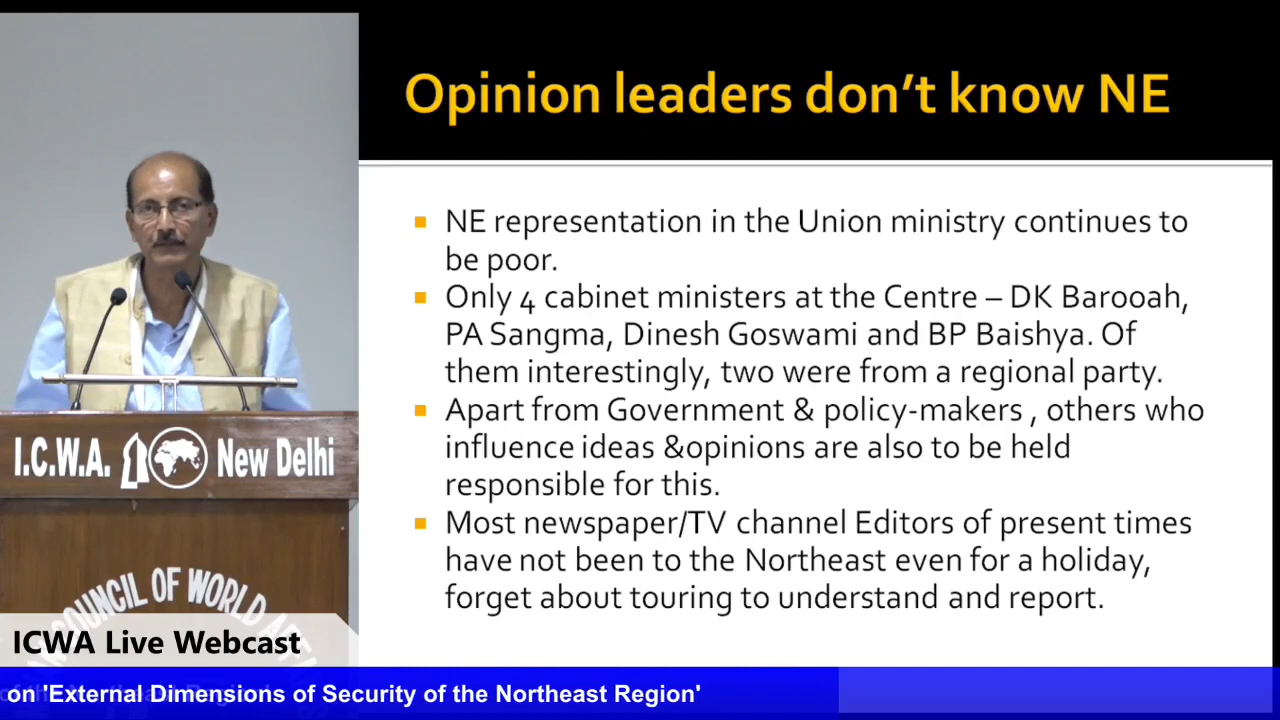 Opinion leaders don't know NE
NE representation in the Union ministry continues to
be poor.
Only 4 cabinet ministers at the Centre – DK Barooah,
PA Sangma, Dinesh Goswami and BP Baishya. Of
them interestingly, two were from a regional party.
Apart from Government & policy-makers , others who
influence ideas &opinions are also to be held
responsible for this.
Most newspaper/TV channel Editors of present times
have not been to the Northeast even for a holiday,
forget about touring to understand and report.
I.C.W.A. New Delhi
COUNCIL OF WORLD
ICWA Live Webcast
on 'External Dimensions of Security of the Northeast Region'